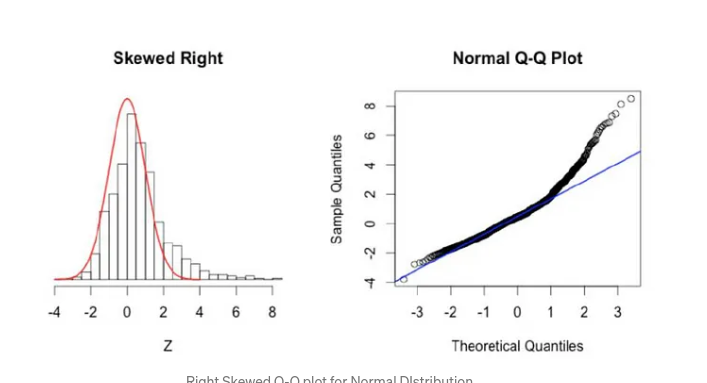 Skewed Right
-4 -2 0 2 4 6 8
Z
Normal Q-Q Plot
Sample Quantiles
8
6
4
2
0
-2
-4
-3 -2 -1 0 1 2 3
Theoretical Quantiles
Right Skewed Q-Q plot for Normal DIstribution